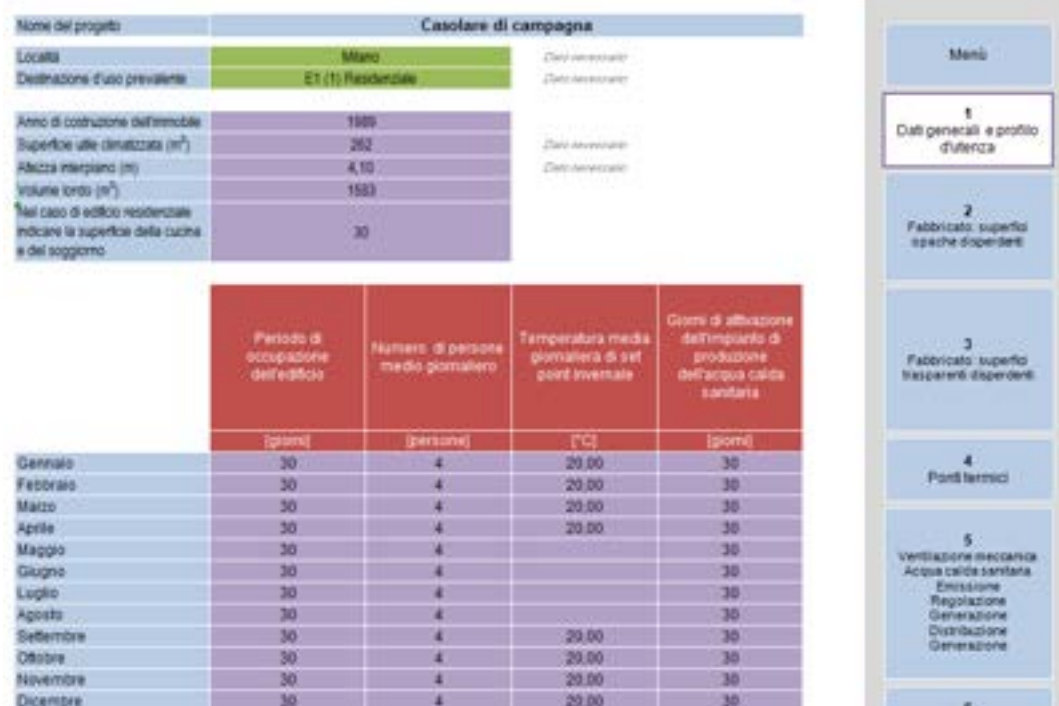 Nome del progetto Casolare di campagna
Località Milano Dato necessario
Destinazione d'uso prevalente E1 (1) Residenziale Dato necessario
Anno di costruzione dell'immobile 1989
Superficie utile climatizzata (m²) 262 Dato necessario
Altezza interpiano (m) 4,10 Dato necessario
Volume lordo (m³)
Nel caso di edificio residenziale
indicare la superficie della cucina 30
e del soggiorno
Periodo di
occupazione
dell'edificio
[giorni]
Numero di persone
medio giornaliero
[persone]
Temperatura media
giornaliera di set
point invernale
[°C]
Giorni di attivazione
dell'impianto di
produzione
dell'acqua calda
sanitaria
[giorni]
Gennaio 30 4 20,00 30
Febbraio 30 4 20,00 30
Marzo 30 4 20,00 30
Aprile 30 4 20,00 30
Maggio 30 4 30
Giugno 30 4 30
Luglio 30 4 30
Agosto 30 4 30
Settembre 30 4 20,00 30
Ottobre 30 4 20,00 30
Novembre 30 4 20,00 30
Dicembre 30 4 20,00 30
Menù
1
Dati generali e profilo
d'utenza
2
Fabbricato: superfici
opache disperdenti
3
Fabbricato: superfici
trasparenti disperdenti
4
Ponti termici
5
Ventilazione meccanica
Acqua calda sanitaria
Emissione
Regolazione
Generazione
Distribuzione
Generazione